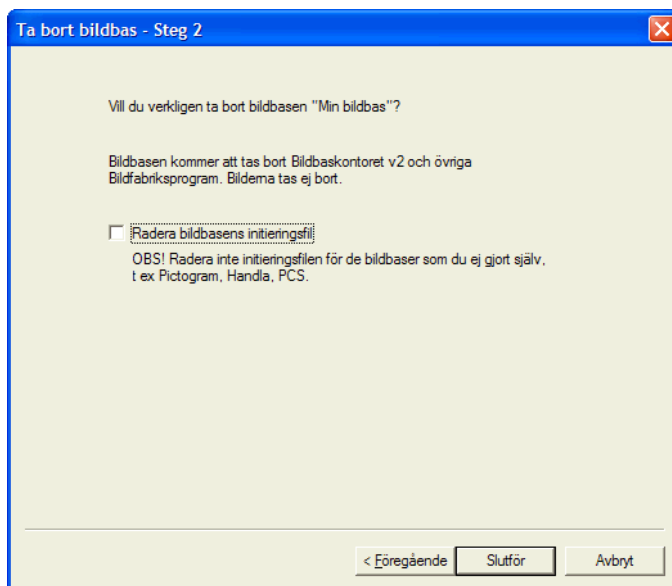 Ta bort bildbas - Steg 2
Vill du verkligen ta bort bildbasen "Min bildbas"?
Bildbasen kommer att tas bort Bildbaskontoret v2 och övriga
Bildfabriksprogram. Bilderna tas ej bort.
Radera bildbasens initieringsfil
OBS! Radera inte initieringsfilen för de bildbaser som du ej gjort själv,
t ex Pictogram, Handla, PCS.
< Föregående
Slutför
Avbryt